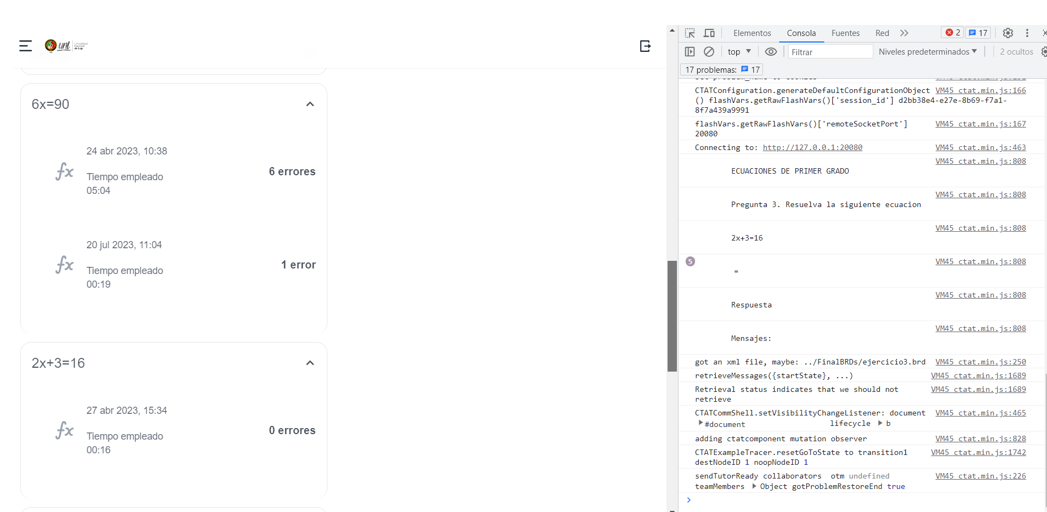 unt
6x=90
24 abr 2023, 10:38
fx
Tiempo empleado
05:04
6 errores
20 jul 2023, 11:04
fx
Tiempo empleado
00:19
1 error
2x+3=16
27 abr 2023, 15:34
fx
Tiempo empleado
00:16
0 errores
Elementos Consola Fuentes Red 2 17
top Filtrar Niveles predeterminados 2 ocultos
17 problemas: 17
CTATConfiguration.generateDefaultConfigurationObject VM45 ctat.min.js:166
() flashVars.getRawFlashVars()['session_id'] d2bb38e4-e27e-8b69-f7a1-
8f7a439a9991
flashVars.getRawFlashVars()['remoteSocketPort'] VM45 ctat.min.js:167
20080
Connecting to: http://127.0.0.1:20080 VM45 ctat.min.js:463
VM45 ctat.min.js:808
ECUACIONES DE PRIMER GRADO
VM45 ctat.min.js:808
Pregunta 3. Resuelva la siguiente ecuacion
VM45 ctat.min.js:808
2x+3=16
5 VM45 ctat.min.js:808
=
VM45 ctat.min.js:808
Respuesta
VM45 ctat.min.js:808
Mensajes:
got an xml file, maybe: ../FinalBRDs/ejercicio3.brd VM45 ctat.min.js:250
retrieveMessages({startState}, ...) VM45 ctat.min.js:1689
Retrieval status indicates that we should not VM45 ctat.min.js:1689
retrieve
CTATCommShell.setVisibilityChangeListener: document VM45 ctat.min.js:465
#document lifecycle b
adding ctatcomponent mutation observer VM45 ctat.min.js:828
CTATExampleTracer.resetGoToState to transition1 VM45 ctat.min.js:1742
destNodeID 1 noopNodeID 1
sendTutorReady collaborators otm undefined VM45 ctat.min.js:226
teamMembers Object gotProblemRestoreEnd true